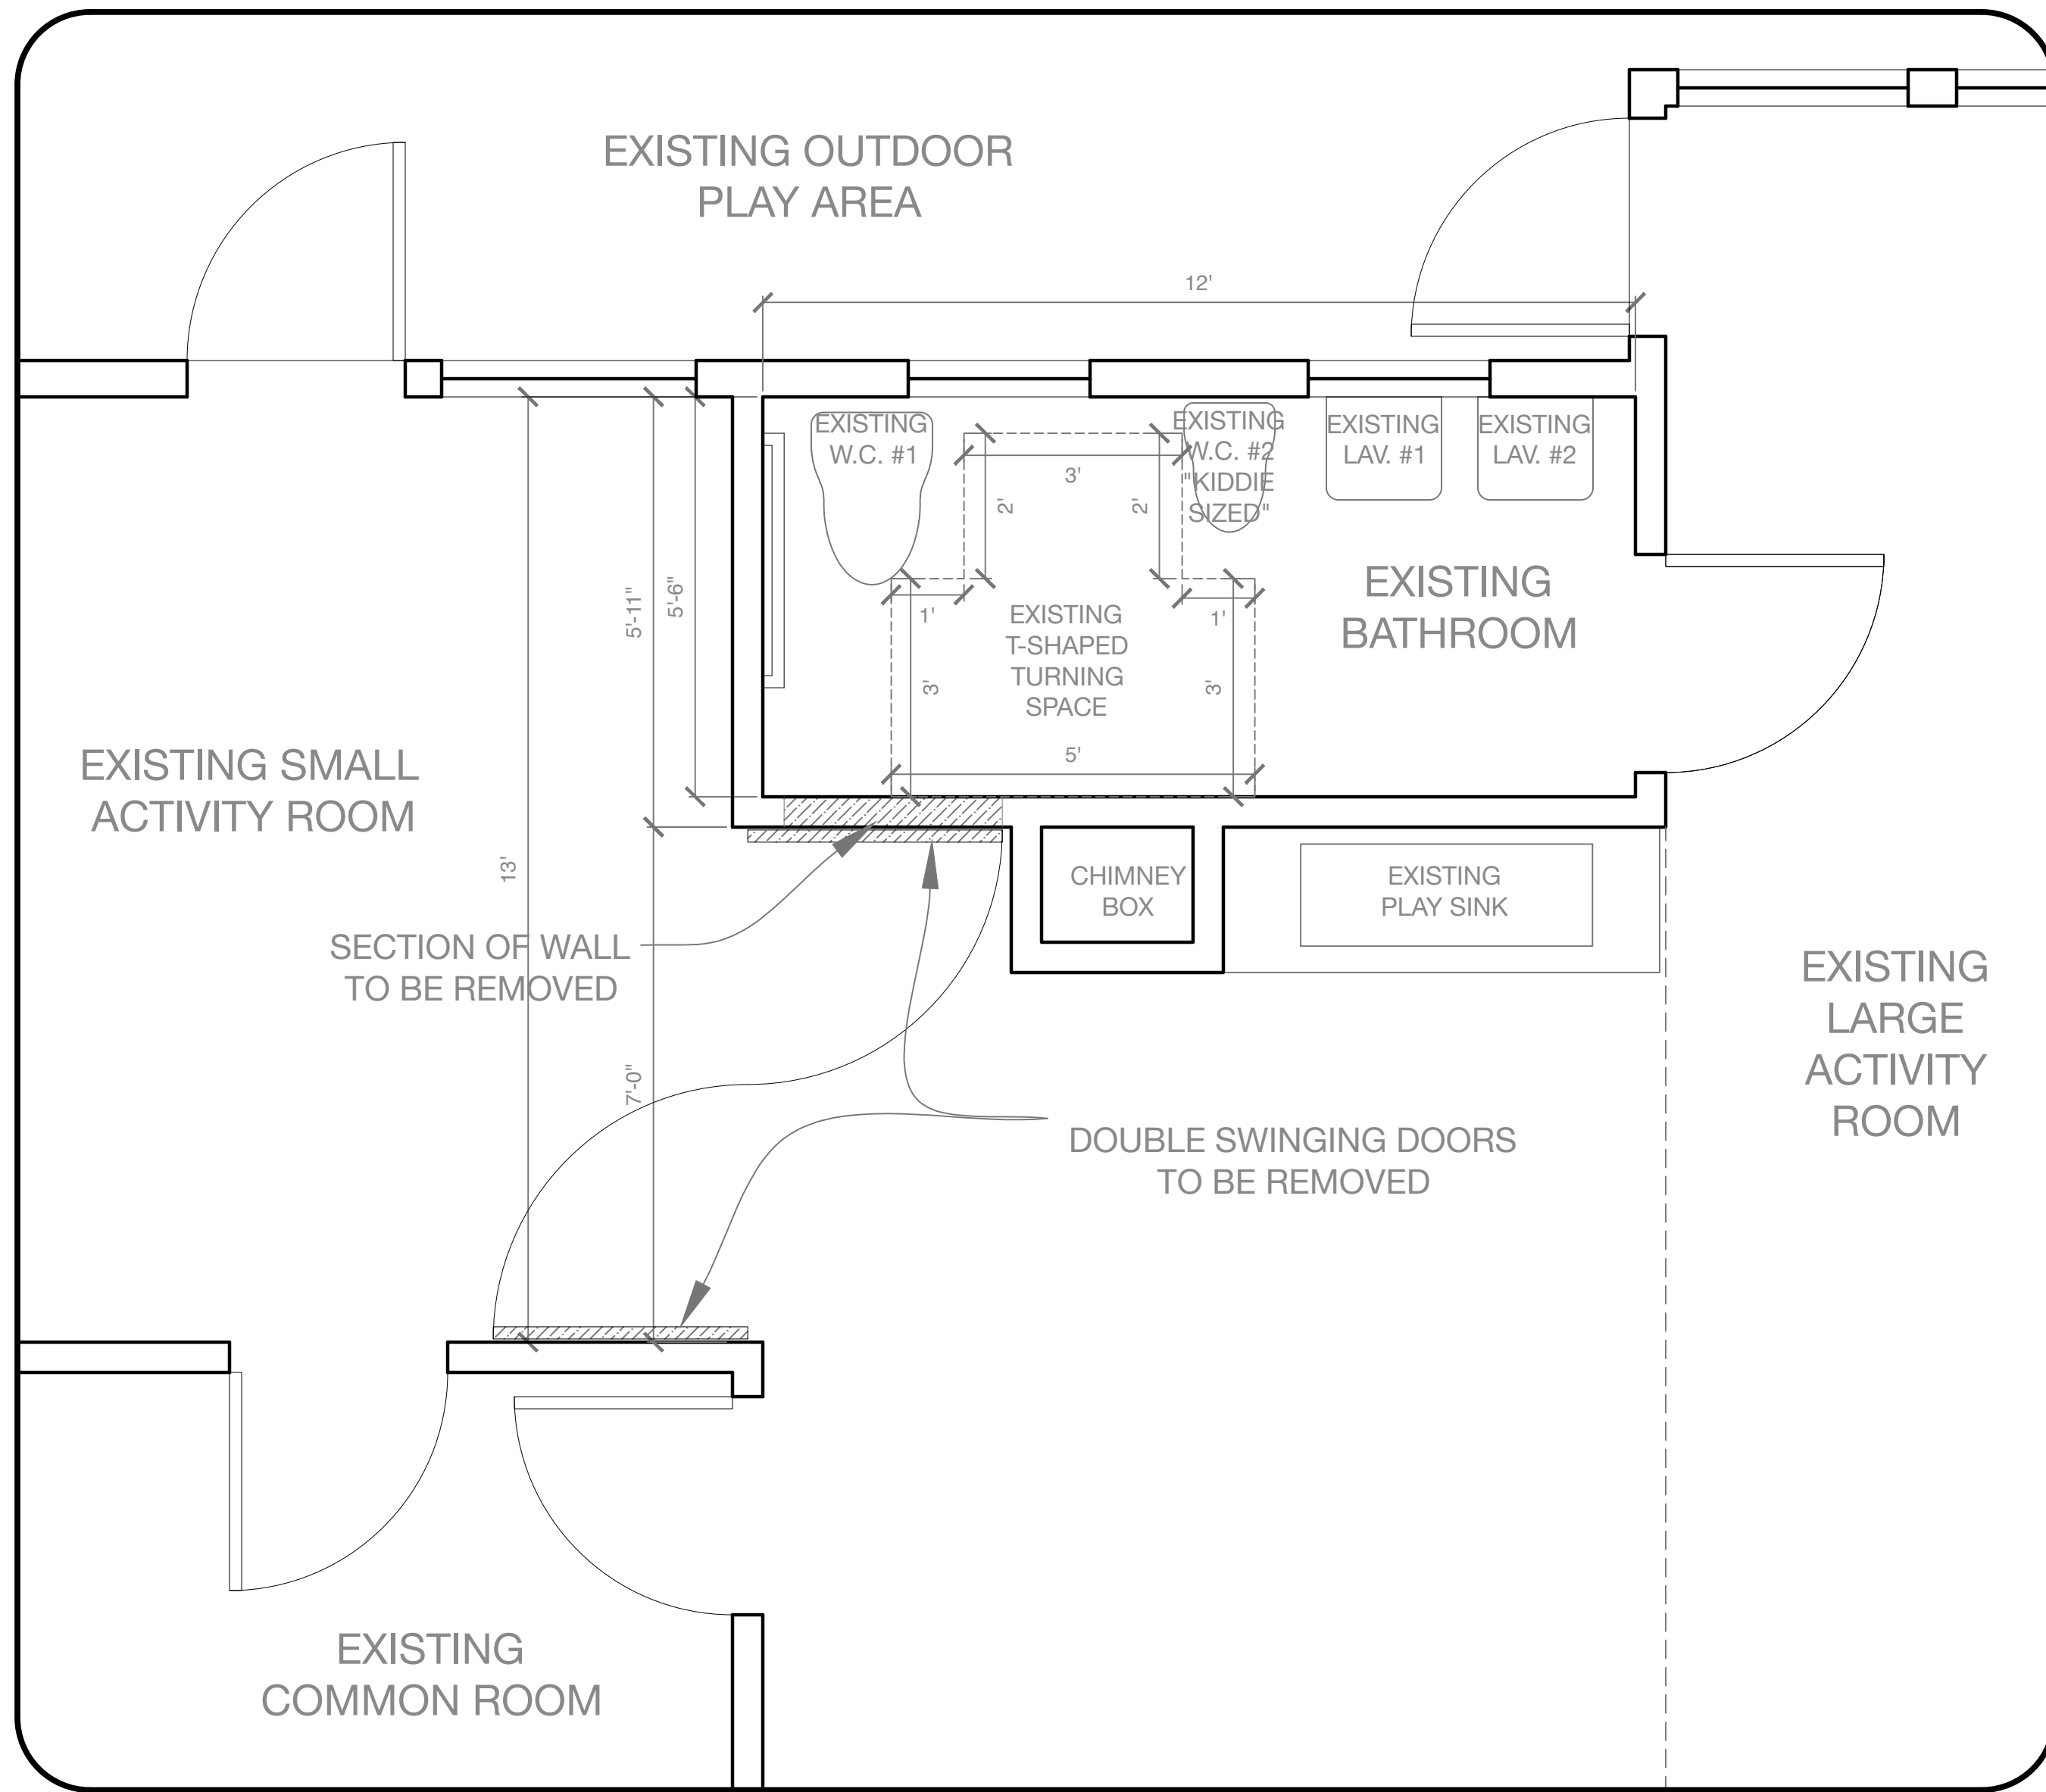 EXISTING OUTDOOR
PLAY AREA
12'
EXISTING
W.C. #1
EXISTING
W.C. #2
"KIDDIE
SIZED"
EXISTING
LAV. #1
EXISTING
LAV. #2
3'
2'
2'
5'-11"
5'-6"
1'
1'
EXISTING
T-SHAPED
TURNING
SPACE
EXISTING
BATHROOM
3'
3'
5'
EXISTING SMALL
ACTIVITY ROOM
13'
CHIMNEY
BOX
EXISTING
PLAY SINK
SECTION OF WALL
TO BE REMOVED
EXISTING
LARGE
ACTIVITY
ROOM
7'-0"
DOUBLE SWINGING DOORS
TO BE REMOVED
EXISTING
COMMON ROOM